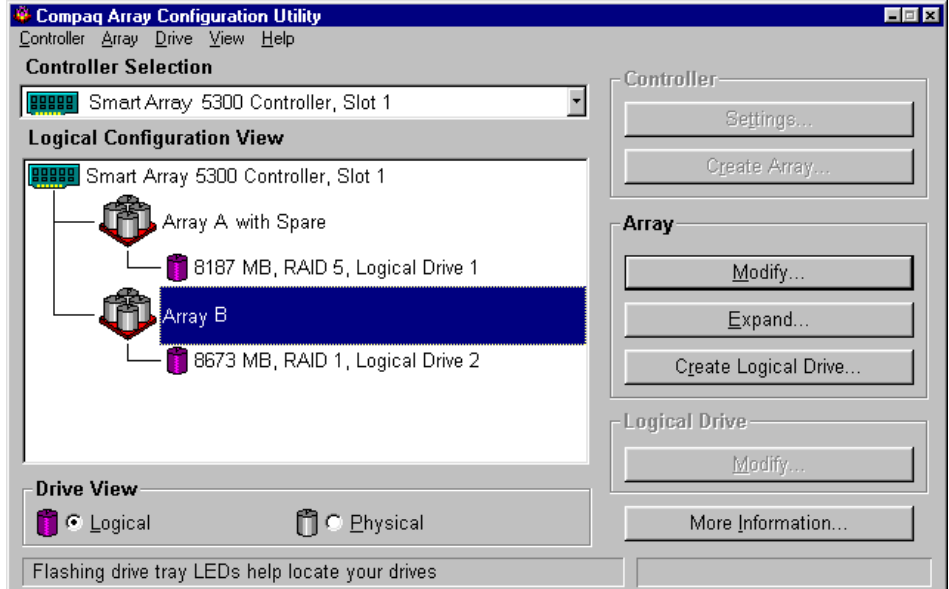 Compaq Array Configuration Utility
Controller Array Drive View Help
Controller Selection
Smart Array 5300 Controller, Slot 1
Logical Configuration View
Smart Array 5300 Controller, Slot 1
Array A with Spare
8187 MB, RAID 5, Logical Drive 1
Array B
8673 MB, RAID 1, Logical Drive 2
Drive View
Logical
Physical
Flashing drive tray LEDs help locate your drives
Controller
Settings...
Create Array...
Array
Modify...
Expand...
Create Logical Drive...
Logical Drive
Modify...
More Information...